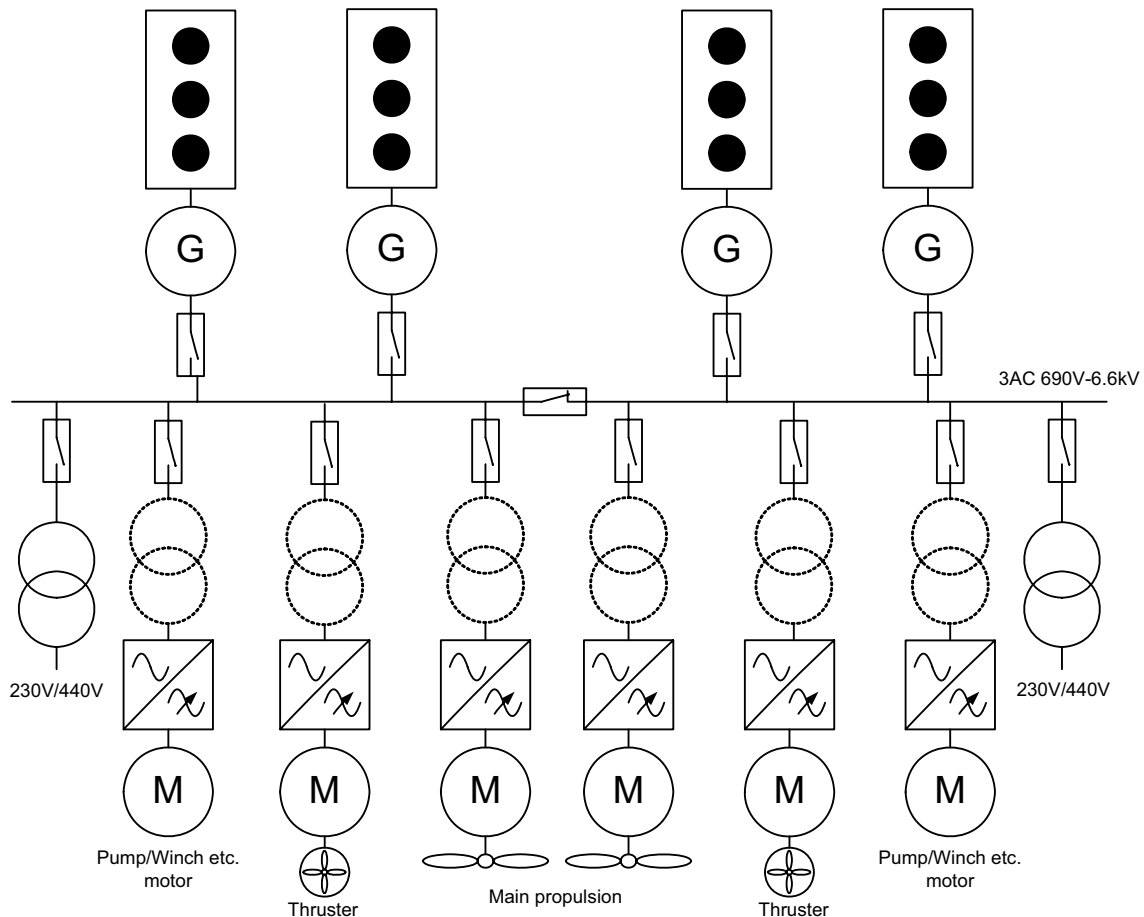 G G G G
3AC 690V-6.6kV
230V/440V
230V/440V
M M M M M M
Pump/Winch etc.
motor
Thruster
Main propulsion
Thruster
Pump/Winch etc.
motor